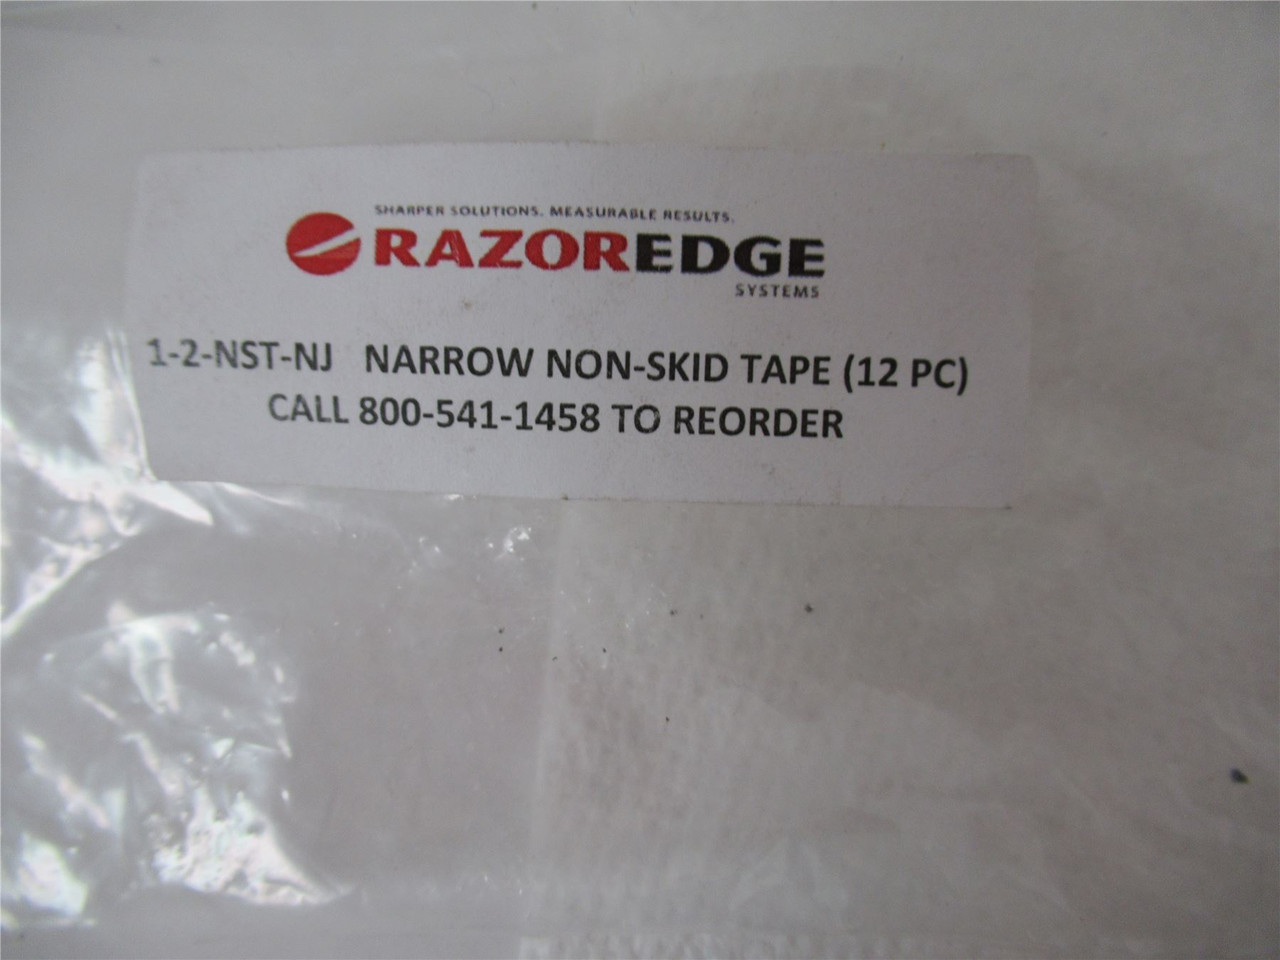 SHARPER SOLUTIONS. MEASURABLE RESULTS.
RAZOREDGE
SYSTEMS
1-2-NST-NJ NARROW NON-SKID TAPE (12 PC)
CALL 800-541-1458 TO REORDER